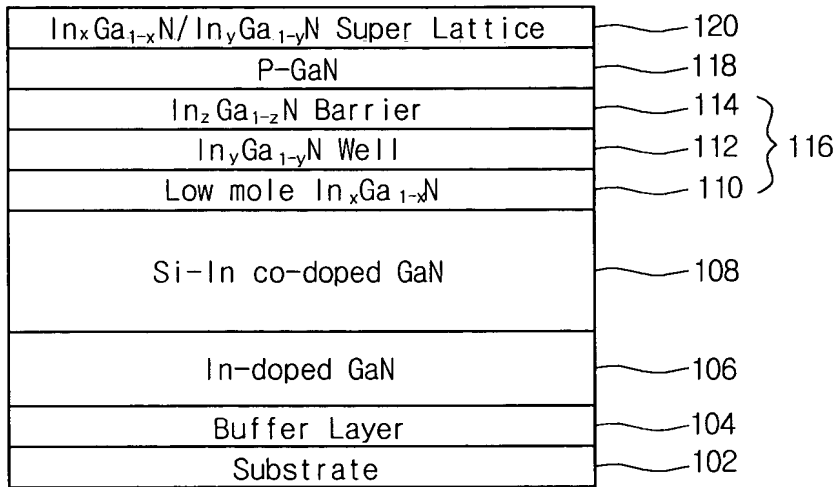 InxGa1-xN/InyGa1-yN Super Lattice 120
P-GaN 118
InzGa1-zN Barrier 114
InyGa1-yN Well 112 116
Low mole InxGa1-xN 110
Si-In co-doped GaN 108
In-doped GaN 106
Buffer Layer 104
Substrate 102